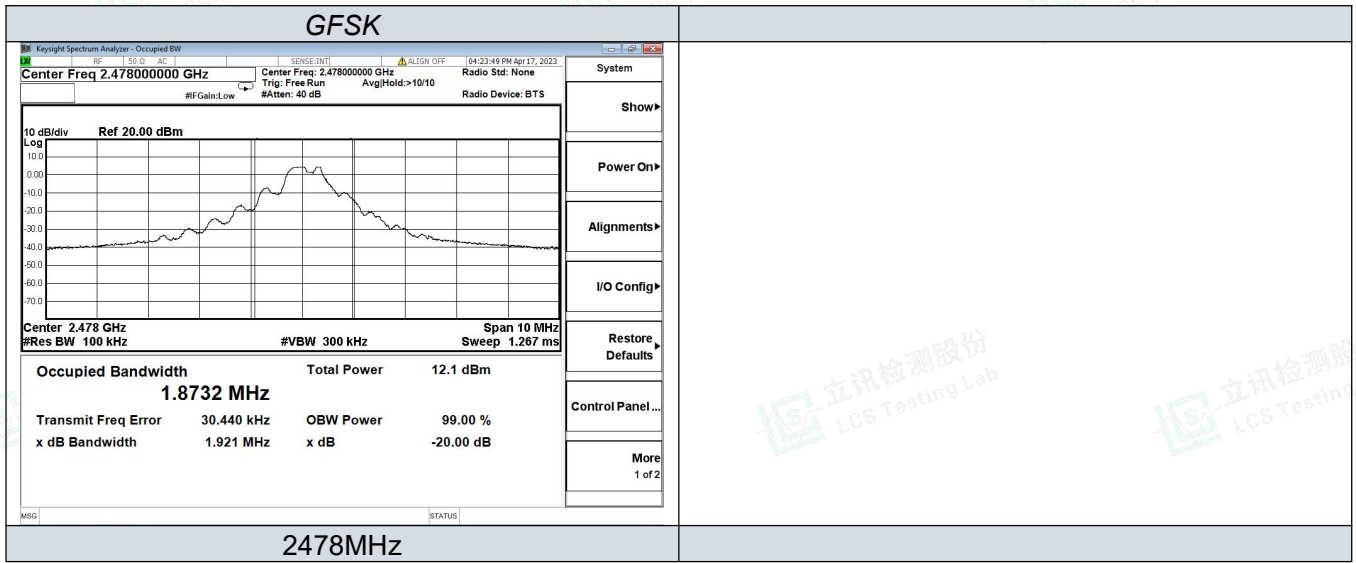 GFSK
Keysight Spectrum Analyzer - Occupied BW
LXI RF 50 Ω AC SENSE:INT ALIGN OFF 04:23:49 PM Apr 17, 2023
Center Freq 2.478000000 GHz Center Freq: 2.478000000 GHz Radio Std: None
Trig: Free Run Avg|Hold:>10/10
#IFGain:Low #Atten: 40 dB Radio Device: BTS
10 dB/div Ref 20.00 dBm
Log
10.0
0.00
-10.0
-20.0
-30.0
-40.0
-50.0
-60.0
-70.0
Center 2.478 GHz Span 10 MHz
#Res BW 100 kHz #VBW 300 kHz Sweep 1.267 ms
Occupied Bandwidth Total Power 12.1 dBm
1.8732 MHz
Transmit Freq Error 30.440 kHz OBW Power 99.00 %
x dB Bandwidth 1.921 MHz x dB -20.00 dB
MSG STATUS
System
Show
Power On
Alignments
I/O Config
Restore
Defaults
Control Panel...
More
1 of 2
2478MHz
立讯检测股份
LCS Testing Lab
立讯检测股
LCS Testing